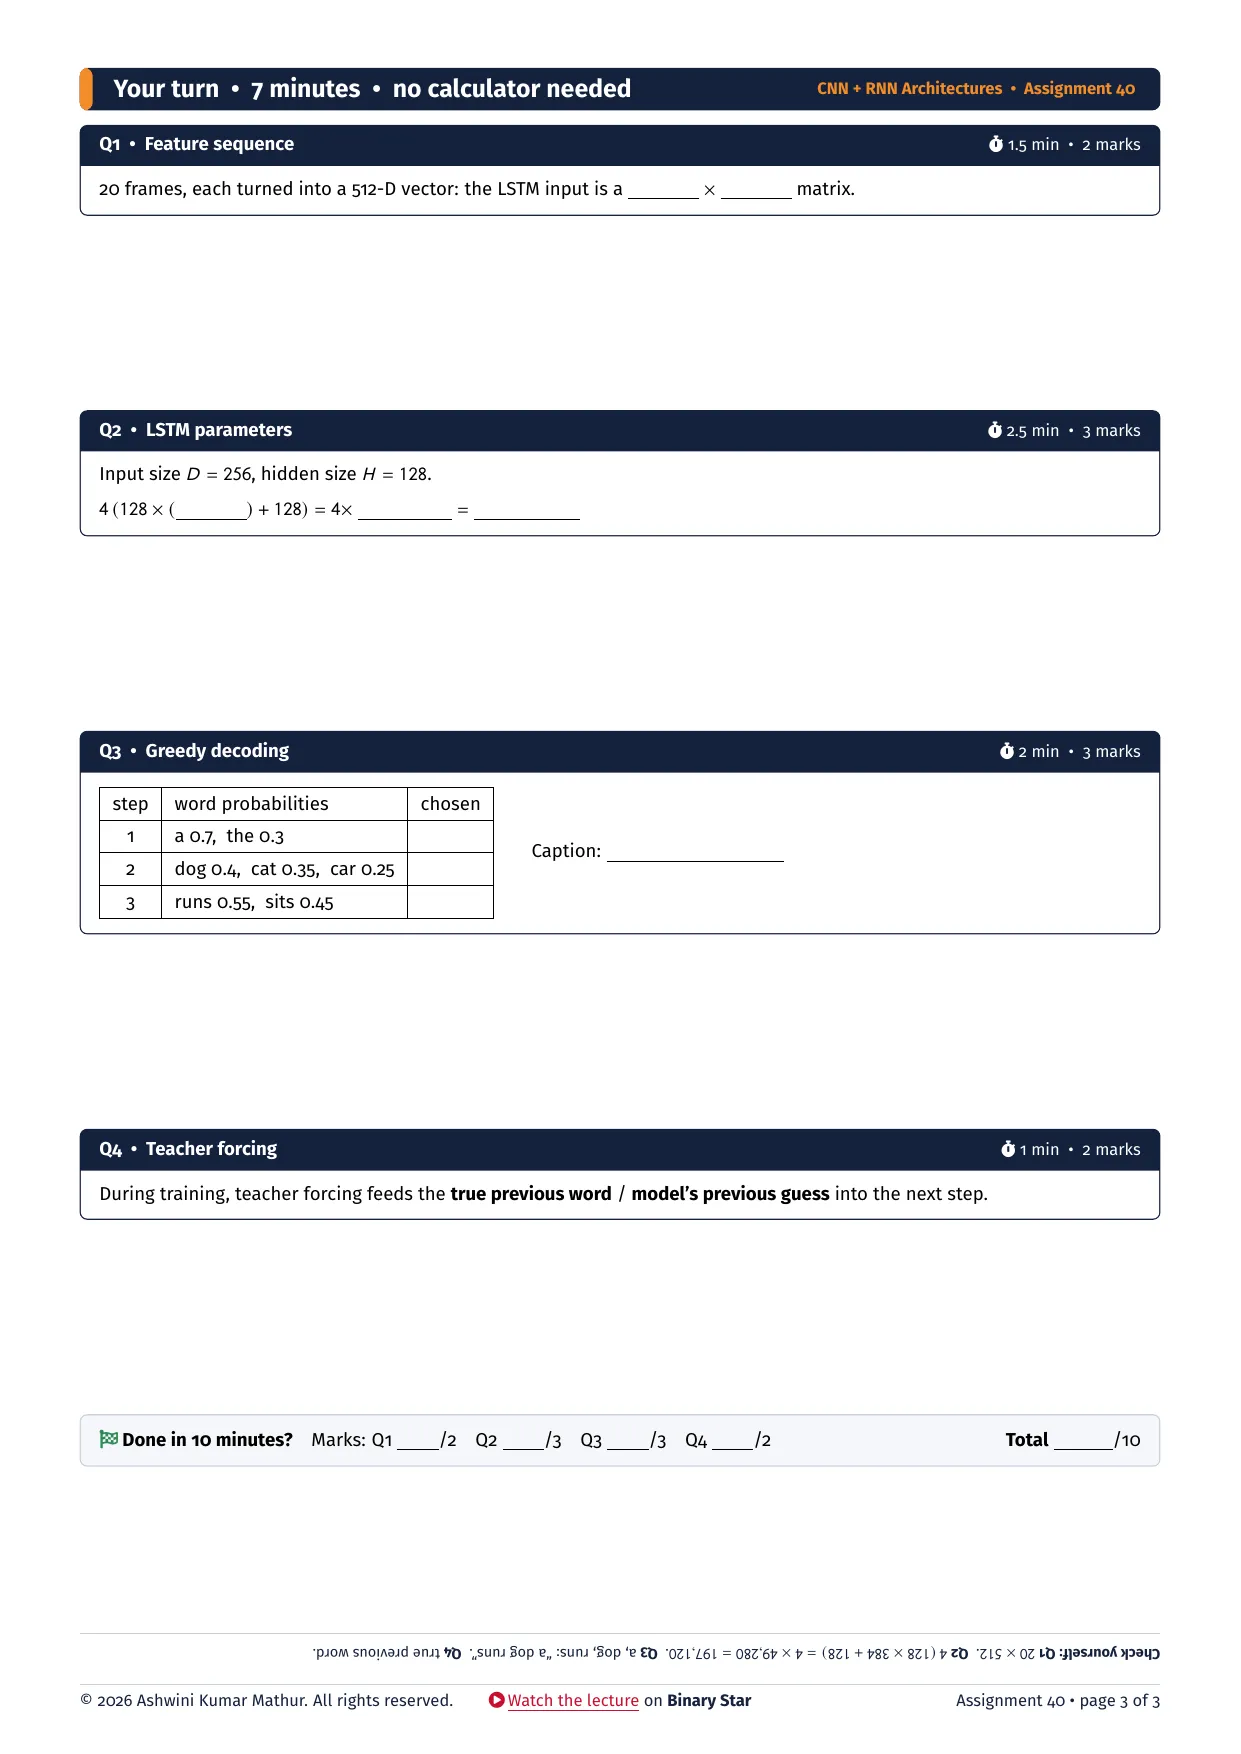 Your turn • 7 minutes • no calculator needed
CNN + RNN Architectures • Assignment 40
Q1 • Feature sequence
1.5 min • 2 marks
20 frames, each turned into a 512-D vector: the LSTM input is a ______ × ______ matrix.
Q2 • LSTM parameters
2.5 min • 3 marks
Input size D = 256, hidden size H = 128.
4 (128 × (______) + 128) = 4× ________ = ________
Q3 • Greedy decoding
2 min • 3 marks
step word probabilities chosen
1 a 0.7, the 0.3
2 dog 0.4, cat 0.35, car 0.25
3 runs 0.55, sits 0.45
Caption: ______________
Q4 • Teacher forcing
1 min • 2 marks
During training, teacher forcing feeds the true previous word / model's previous guess into the next step.
Done in 10 minutes? Marks: Q1 ____/2 Q2 ____/3 Q3 ____/3 Q4 ____/2 Total _____/10
Check yourself: Q1 20 × 512. Q2 4 (128 × 384 + 128) = 4 × 49,280 = 197,120. Q3 a, dog, runs: "a dog runs". Q4 true previous word.
© 2026 Ashwini Kumar Mathur. All rights reserved.
Watch the lecture on Binary Star
Assignment 40 • page 3 of 3